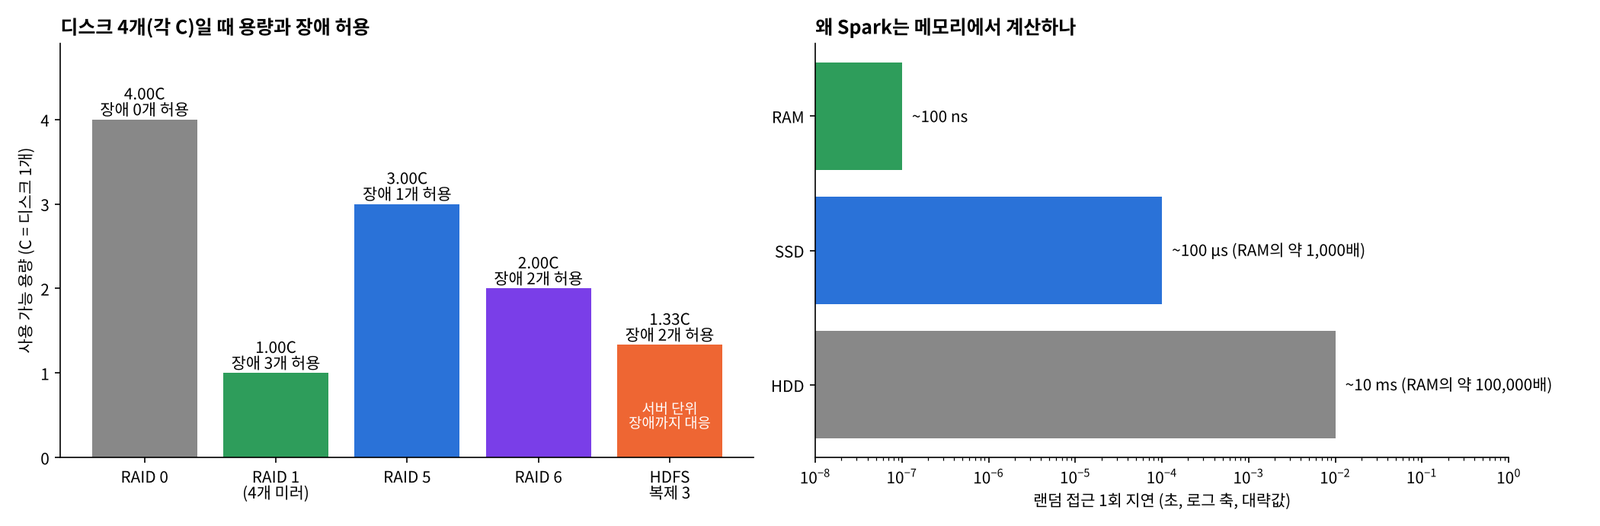 디스크 4개(각 C)일 때 용량과 장애 허용
사용 가능 용량 (C = 디스크 1개)
4
3
2
1
0
4.00C
장애 0개 허용
1.00C
장애 3개 허용
3.00C
장애 1개 허용
2.00C
장애 2개 허용
1.33C
장애 2개 허용
서버 단위
장애까지 대응
RAID 0
RAID 1
(4개 미러)
RAID 5
RAID 6
HDFS
복제 3
왜 Spark는 메모리에서 계산하나
RAM
~100 ns
SSD
~100 µs (RAM의 약 1,000배)
HDD
~10 ms (RAM의 약 100,000배)
10⁻⁸ 10⁻⁷ 10⁻⁶ 10⁻⁵ 10⁻⁴ 10⁻³ 10⁻² 10⁻¹ 10⁰
랜덤 접근 1회 지연 (초, 로그 축, 대략값)